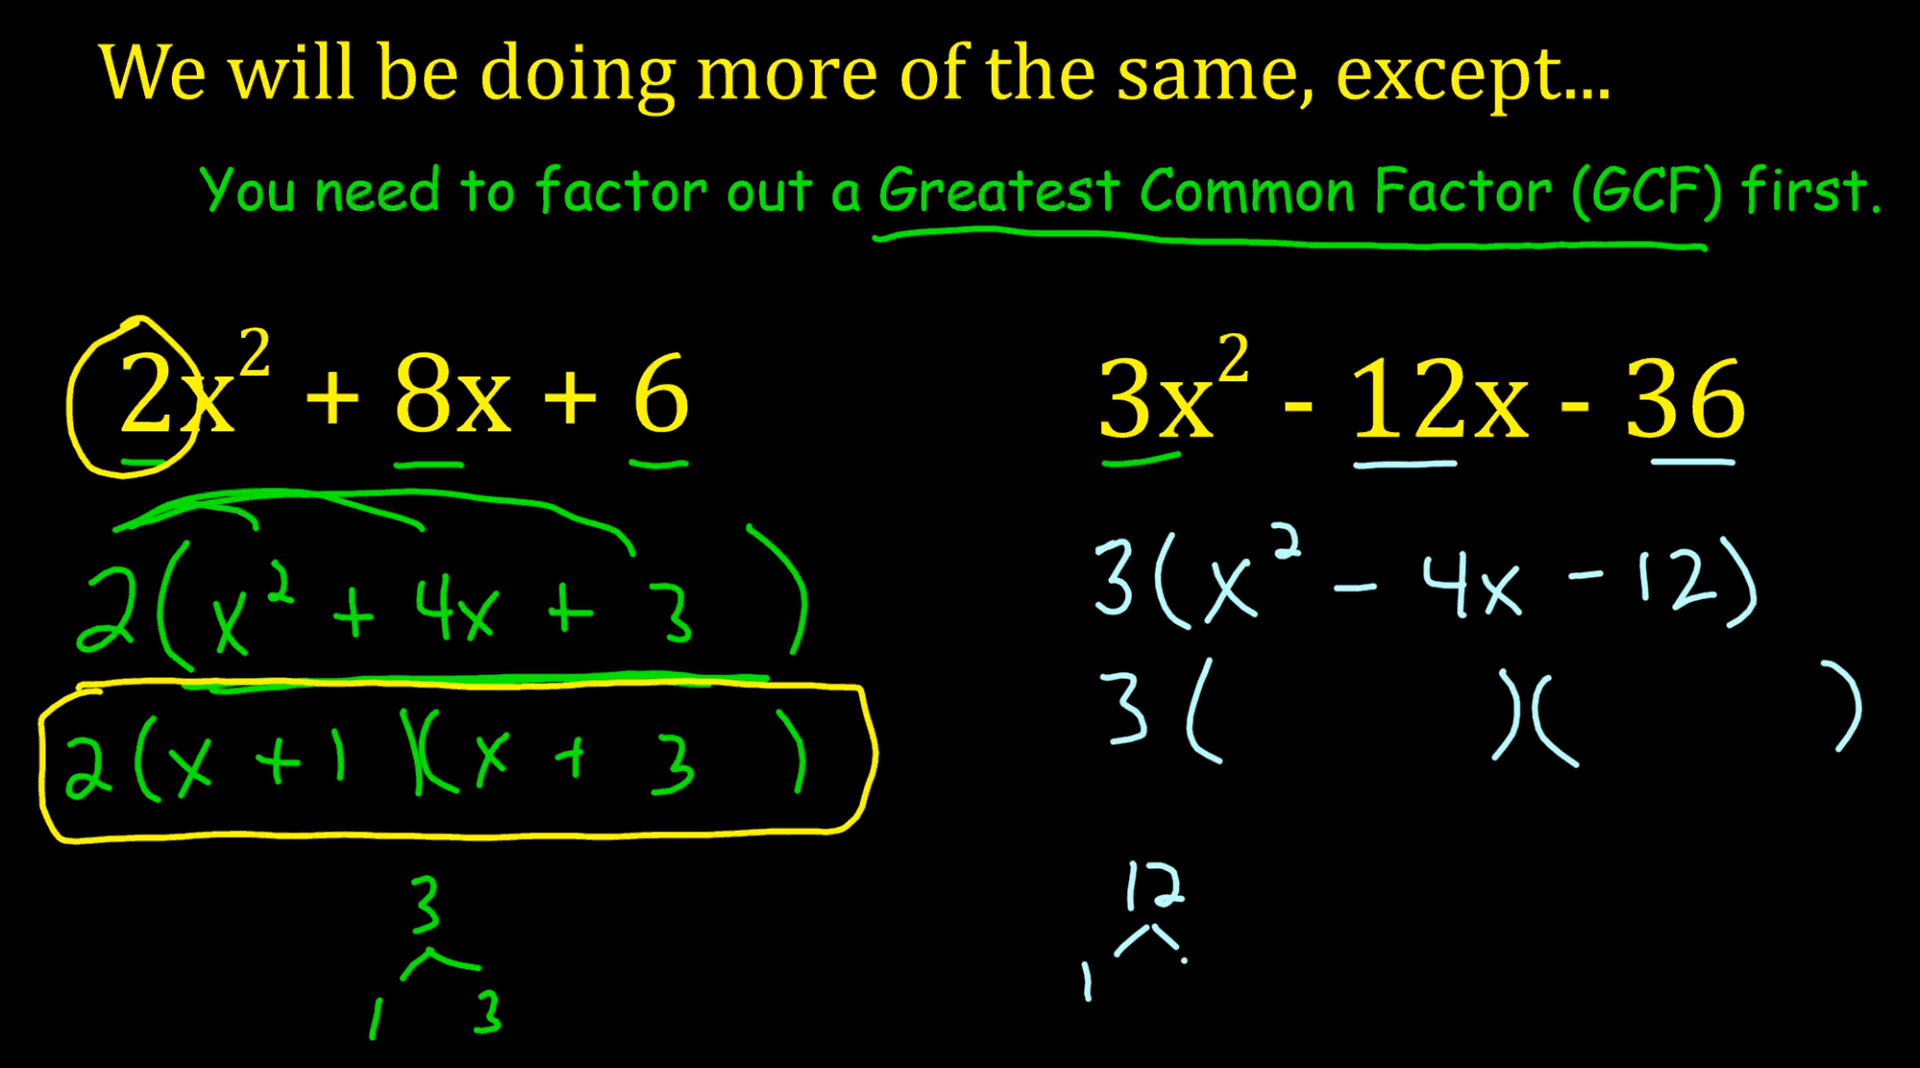 We will be doing more of the same, except...
You need to factor out a Greatest Common Factor (GCF) first.
2x² + 8x + 6
2(x² + 4x + 3)
2(x + 1)(x + 3)
3
1 3
3x² - 12x - 36
3(x² - 4x - 12)
3( )( )
12
1